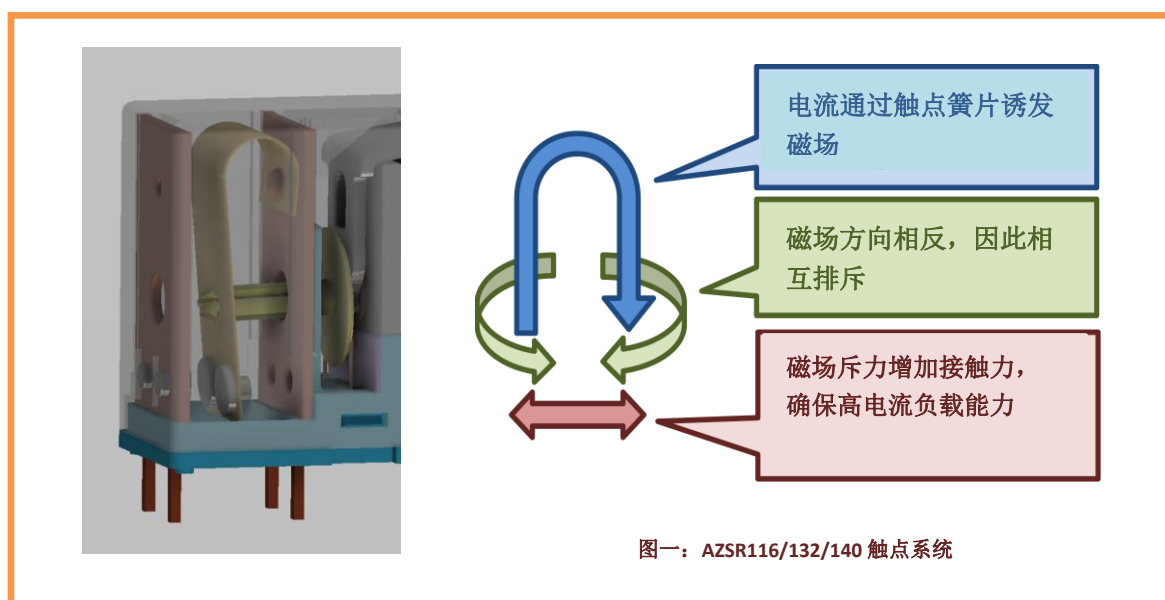 电流通过触点簧片诱发
磁场
磁场方向相反，因此相
互排斥
磁场斥力增加接触力，
确保高电流负载能力
图一：AZSR116/132/140 触点系统